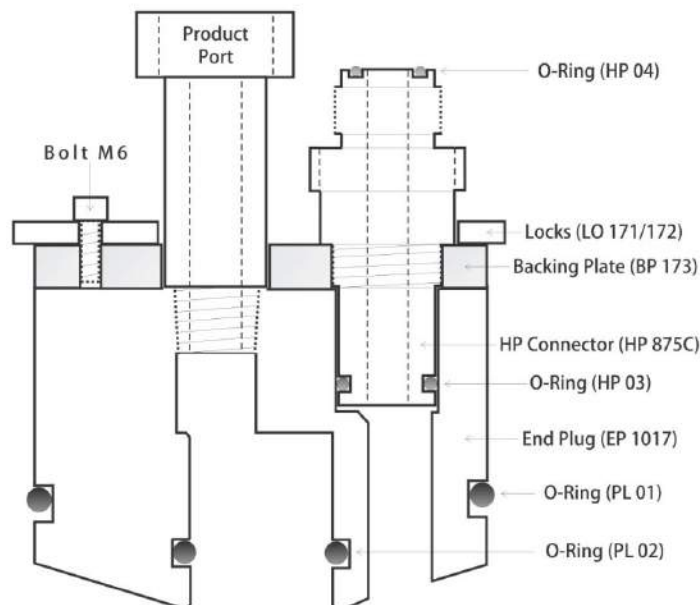 Product
Port
O-Ring (HP 04)
Bolt M6
Locks (LO 171/172)
Backing Plate (BP 173)
HP Connector (HP 875C)
O-Ring (HP 03)
End Plug (EP 1017)
O-Ring (PL 01)
O-Ring (PL 02)